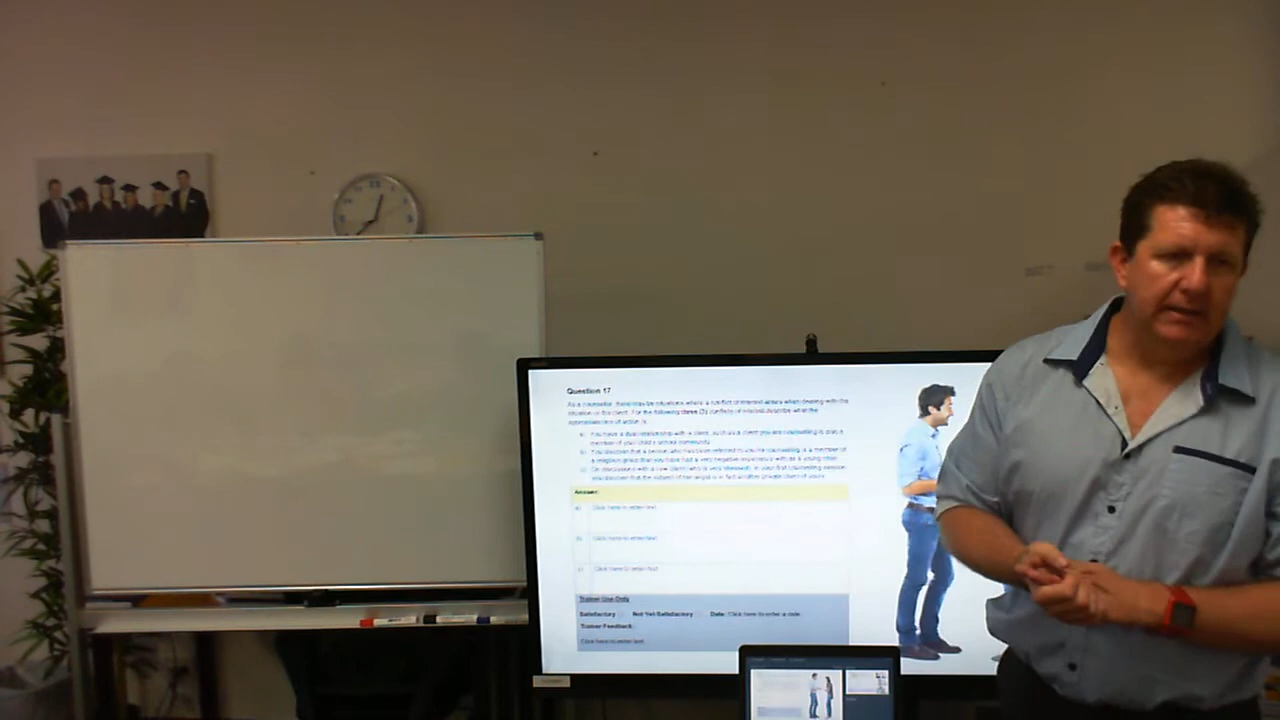 Question 17
As a counsellor, there may be situations where a conflict of interest arises when dealing with the
situation or the client. For the following three (3) conflicts of interest describe what the
appropriate course of action is.
a) You have a dual relationship with a client, such as a client you are counselling is also a
member of your child's school community.
b) You discover that a person who has been referred to you for counselling is a member of
a religious group that you have had a very negative experience with as a young
c) On discussions with a new client who is very in your first counselling session
you discover that the of the is in fact another private client of yours.
Answer:
a) Click here to enter text.
b) Click here to enter text.
c) Click here to enter text.
Trainer Use Only
Satisfactory Not Yet Satisfactory Date: Click here to enter a date.
Trainer Feedback:
Click here to enter text.